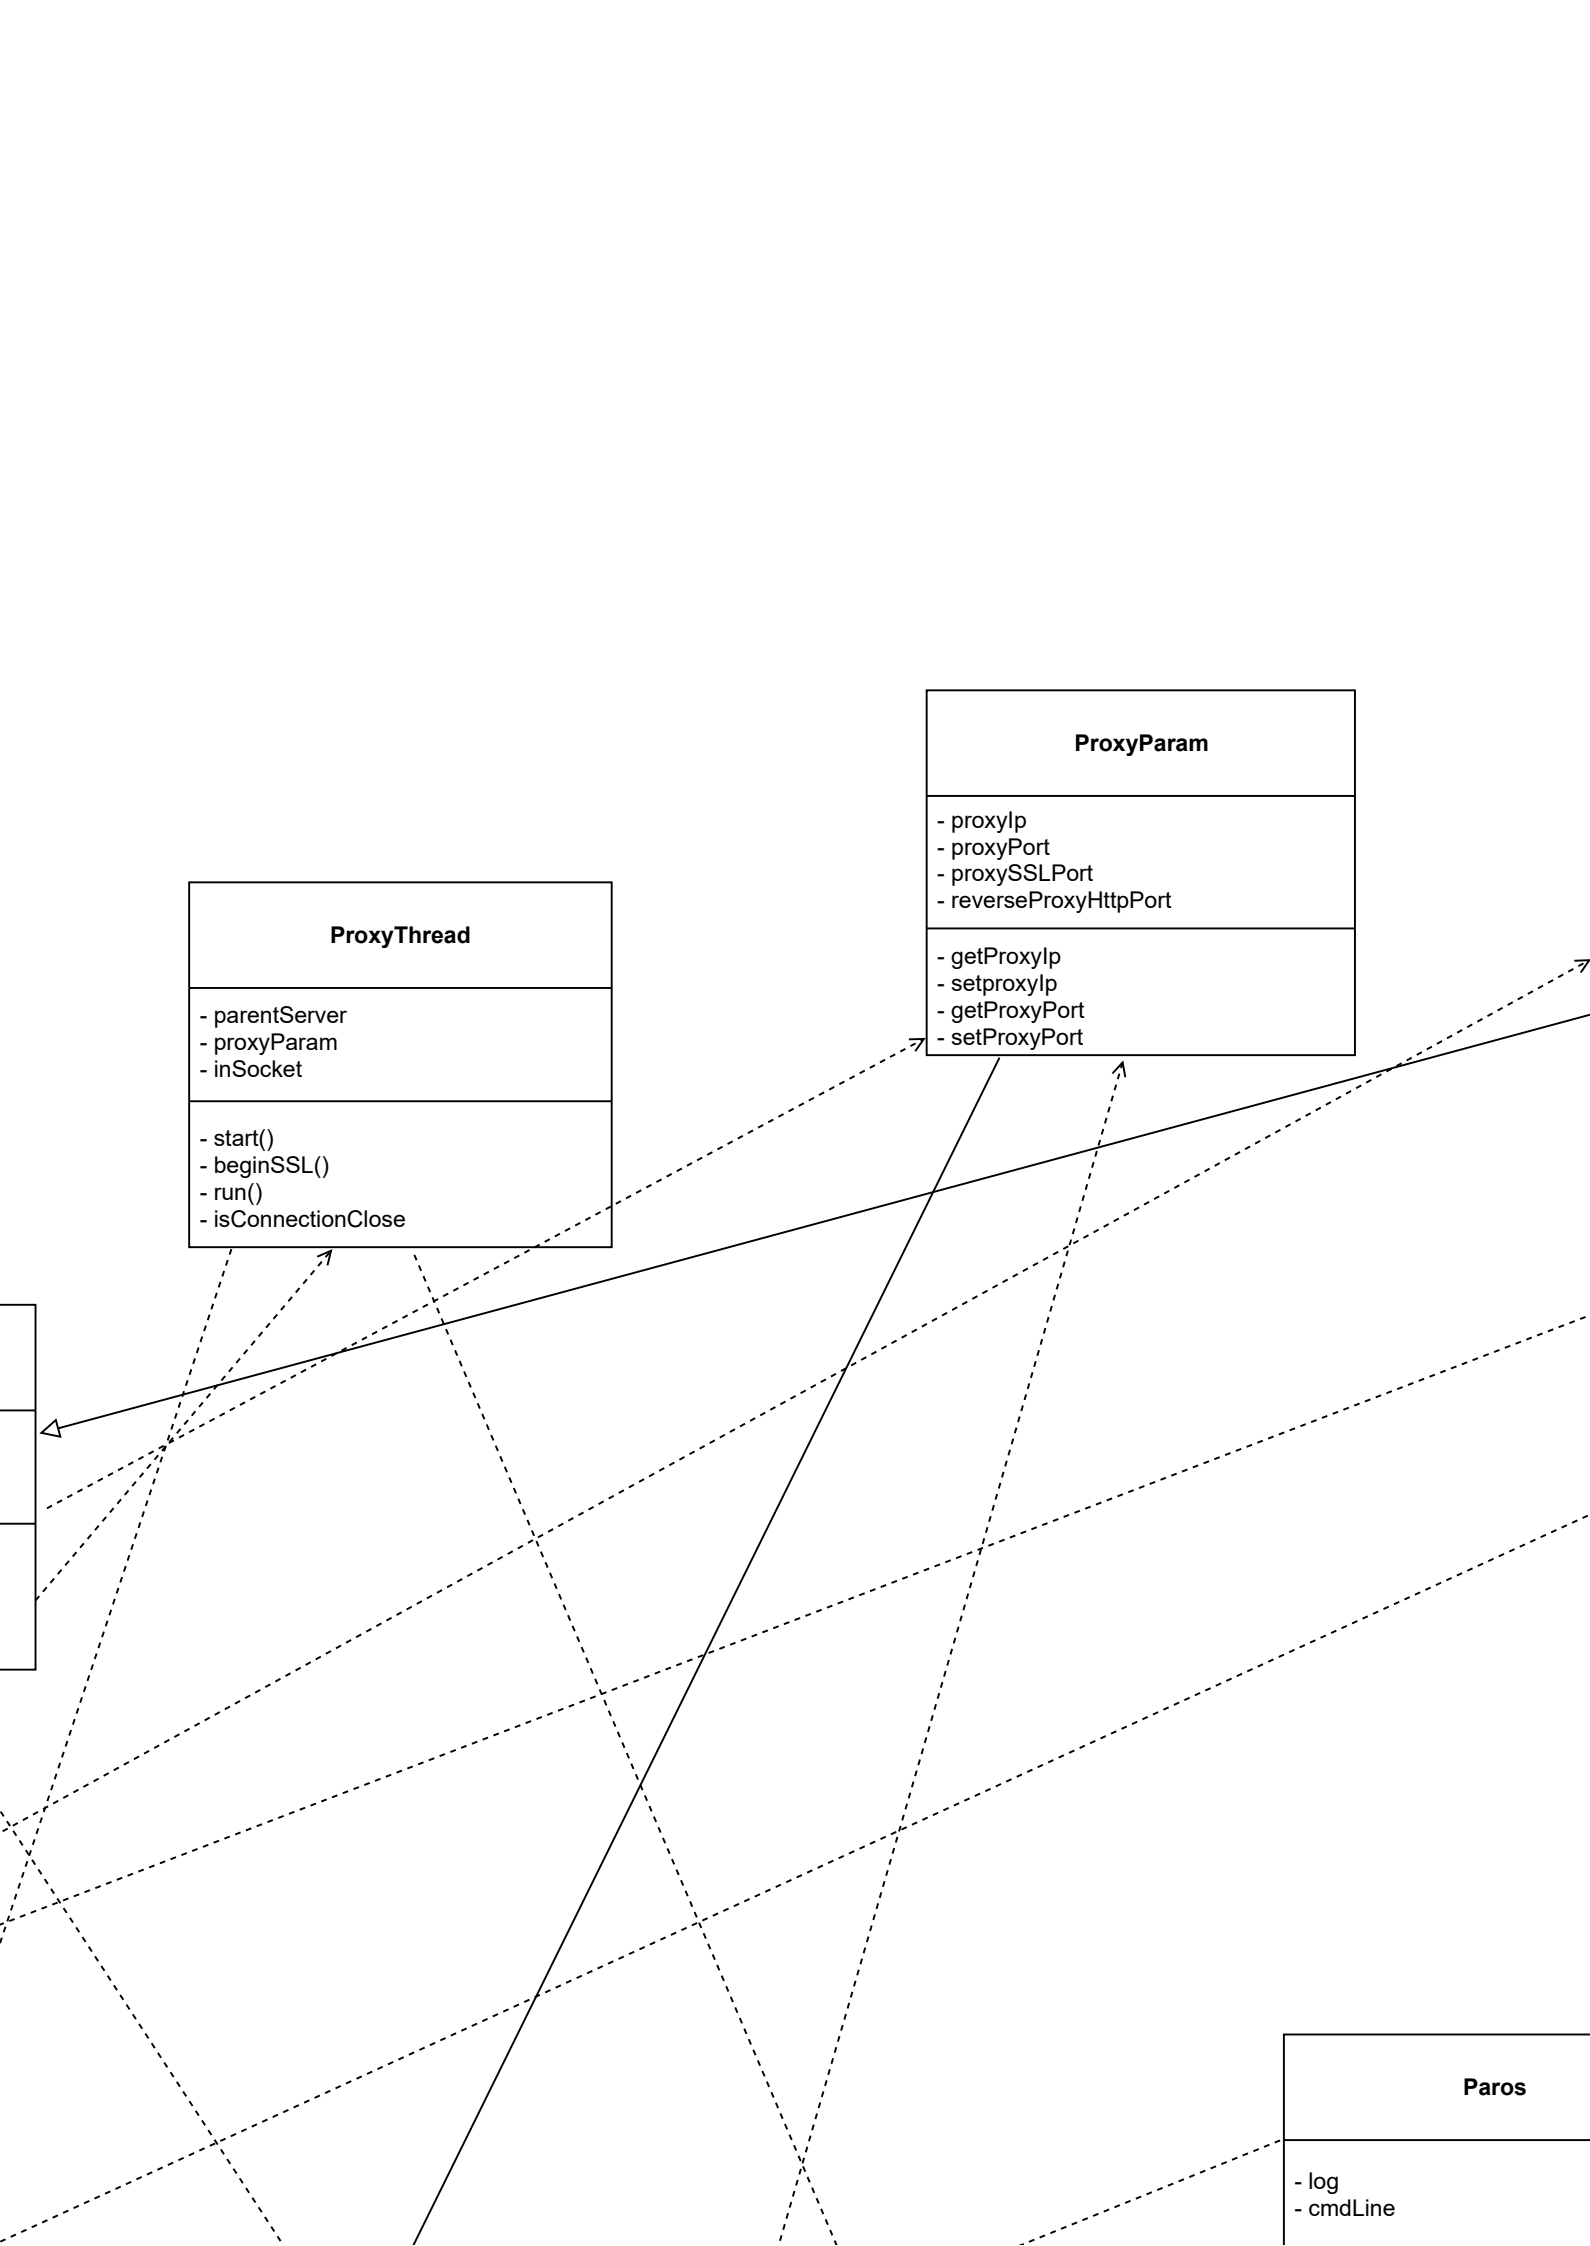 ProxyParam
- proxyIp
- proxyPort
- proxySSLPort
- reverseProxyHttpPort
- getProxyIp
- setproxyIp
- getProxyPort
- setProxyPort
ProxyThread
- parentServer
- proxyParam
- inSocket
- start()
- beginSSL()
- run()
- isConnectionClose
Paros
- log
- cmdLine